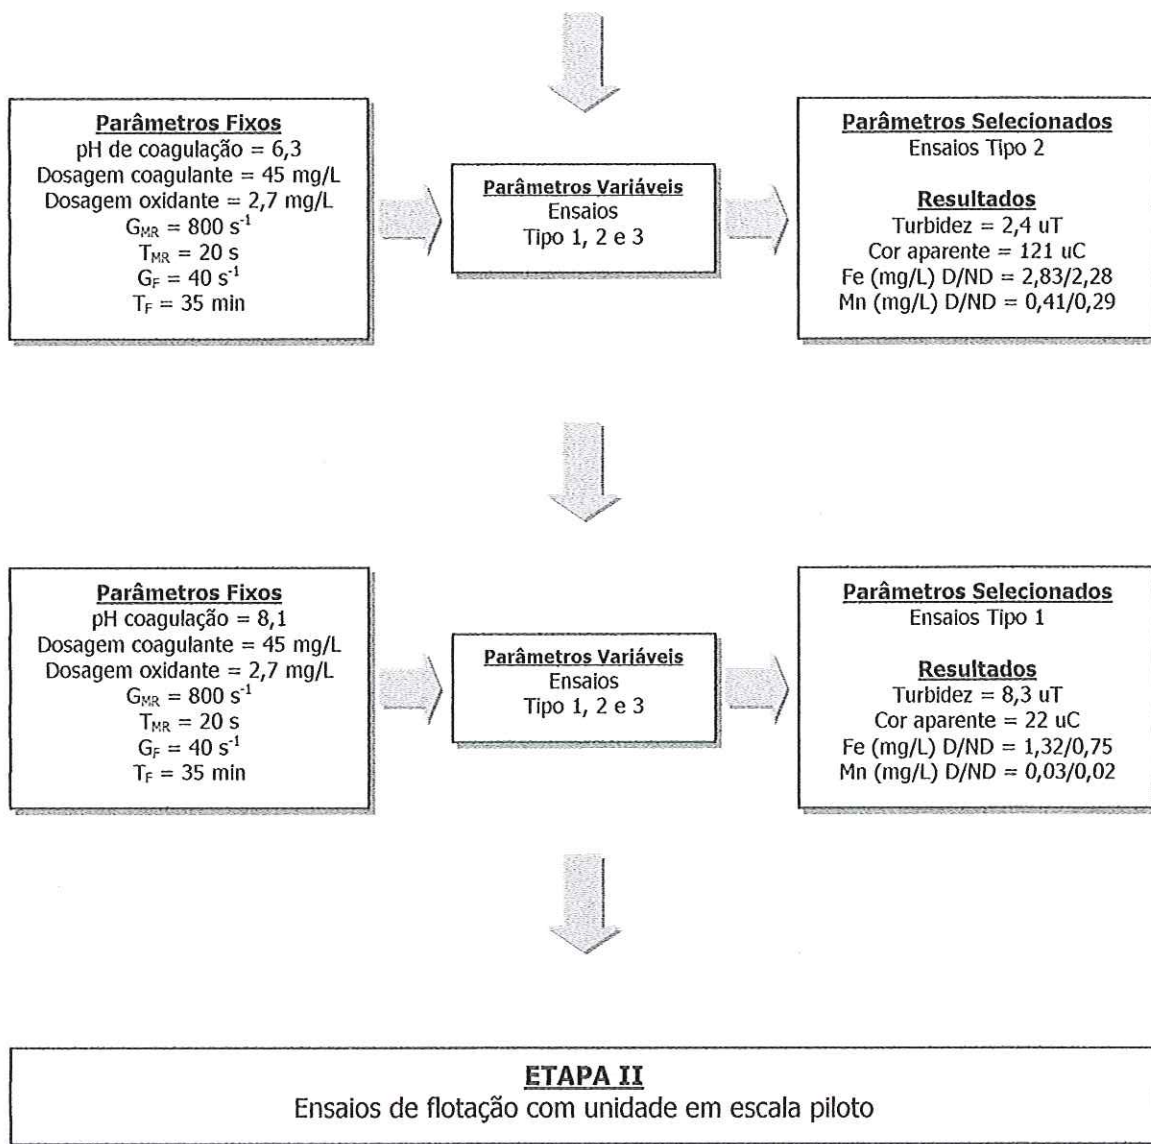 Parâmetros Fixos
pH de coagulação = 6,3
Dosagem coagulante = 45 mg/L
Dosagem oxidante = 2,7 mg/L
G_MR = 800 s⁻¹
T_MR = 20 s
G_F = 40 s⁻¹
T_F = 35 min
Parâmetros Variáveis
Ensaios
Tipo 1, 2 e 3
Parâmetros Selecionados
Ensaios Tipo 2
Resultados
Turbidez = 2,4 uT
Cor aparente = 121 uC
Fe (mg/L) D/ND = 2,83/2,28
Mn (mg/L) D/ND = 0,41/0,29
Parâmetros Fixos
pH coagulação = 8,1
Dosagem coagulante = 45 mg/L
Dosagem oxidante = 2,7 mg/L
G_MR = 800 s⁻¹
T_MR = 20 s
G_F = 40 s⁻¹
T_F = 35 min
Parâmetros Variáveis
Ensaios
Tipo 1, 2 e 3
Parâmetros Selecionados
Ensaios Tipo 1
Resultados
Turbidez = 8,3 uT
Cor aparente = 22 uC
Fe (mg/L) D/ND = 1,32/0,75
Mn (mg/L) D/ND = 0,03/0,02
ETAPA II
Ensaios de flotação com unidade em escala piloto